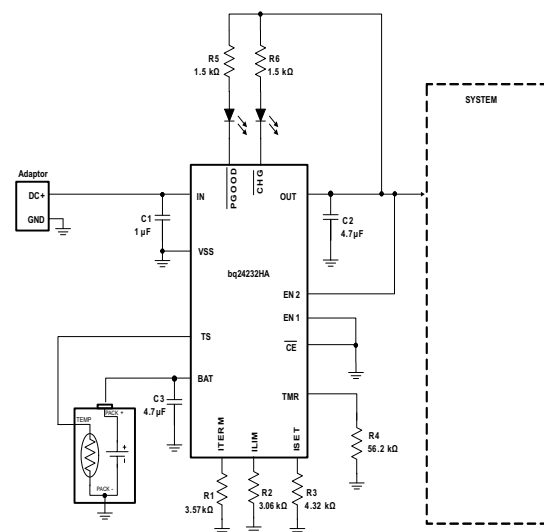 R5
1.5 kΩ
R6
1.5 kΩ
SYSTEM
Adaptor
DC+
GND
C1
1 µF
IN
PGOOD
CHG
OUT
C2
4.7µF
VSS
bq24232HA
EN 2
EN 1
TS
CE
BAT
TMR
C3
4.7µF
PACK +
TEMP
+
-
PACK -
ITERM
ILIM
ISET
R4
56.2 kΩ
R1
3.57kΩ
R2
3.06 kΩ
R3
4.32 kΩ